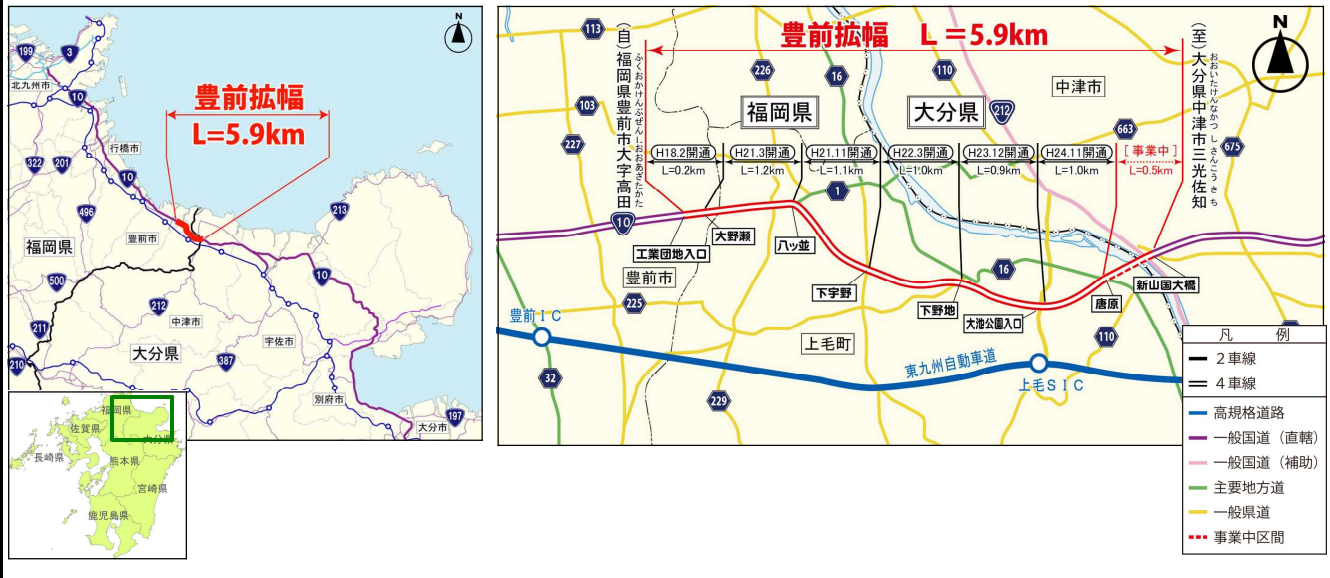 N
199
3
北九州市
10
豊前拡幅
L=5.9km
行橋市
322
201
10
496
213
福岡県
豊前市
10
500
212
211
中津市
大分県
387
宇佐市
210
別府市
197
大分市
福岡県
佐賀県
大分県
長崎県
熊本県
宮崎県
鹿児島県
豊前拡幅 L=5.9km
N
113
(自)福岡県豊前市大字高田
ふくおかけんぶぜんしおおあざたかた
(至)大分県中津市三光佐知
おおいたけんなかつしさんこうさち
226
16
110
中津市
103
福岡県
大分県
212
663
227
675
H18.2開通
H21.3開通
H21.11開通
H22.3開通
H23.12開通
H24.11開通
[事業中]
L=0.2km
L=1.2km
L=1.1km
L=1.0km
L=0.9km
L=1.0km
L=0.5km
1
10
大野瀬
工業団地入口
八ッ並
16
新山国大橋
豊前市
下宇野
下野地
唐原
225
大池公園入口
豊前IC
上毛町
110
東九州自動車道
32
上毛SIC
229
凡例
2車線
4車線
高規格道路
一般国道(直轄)
一般国道(補助)
主要地方道
一般県道
事業中区間